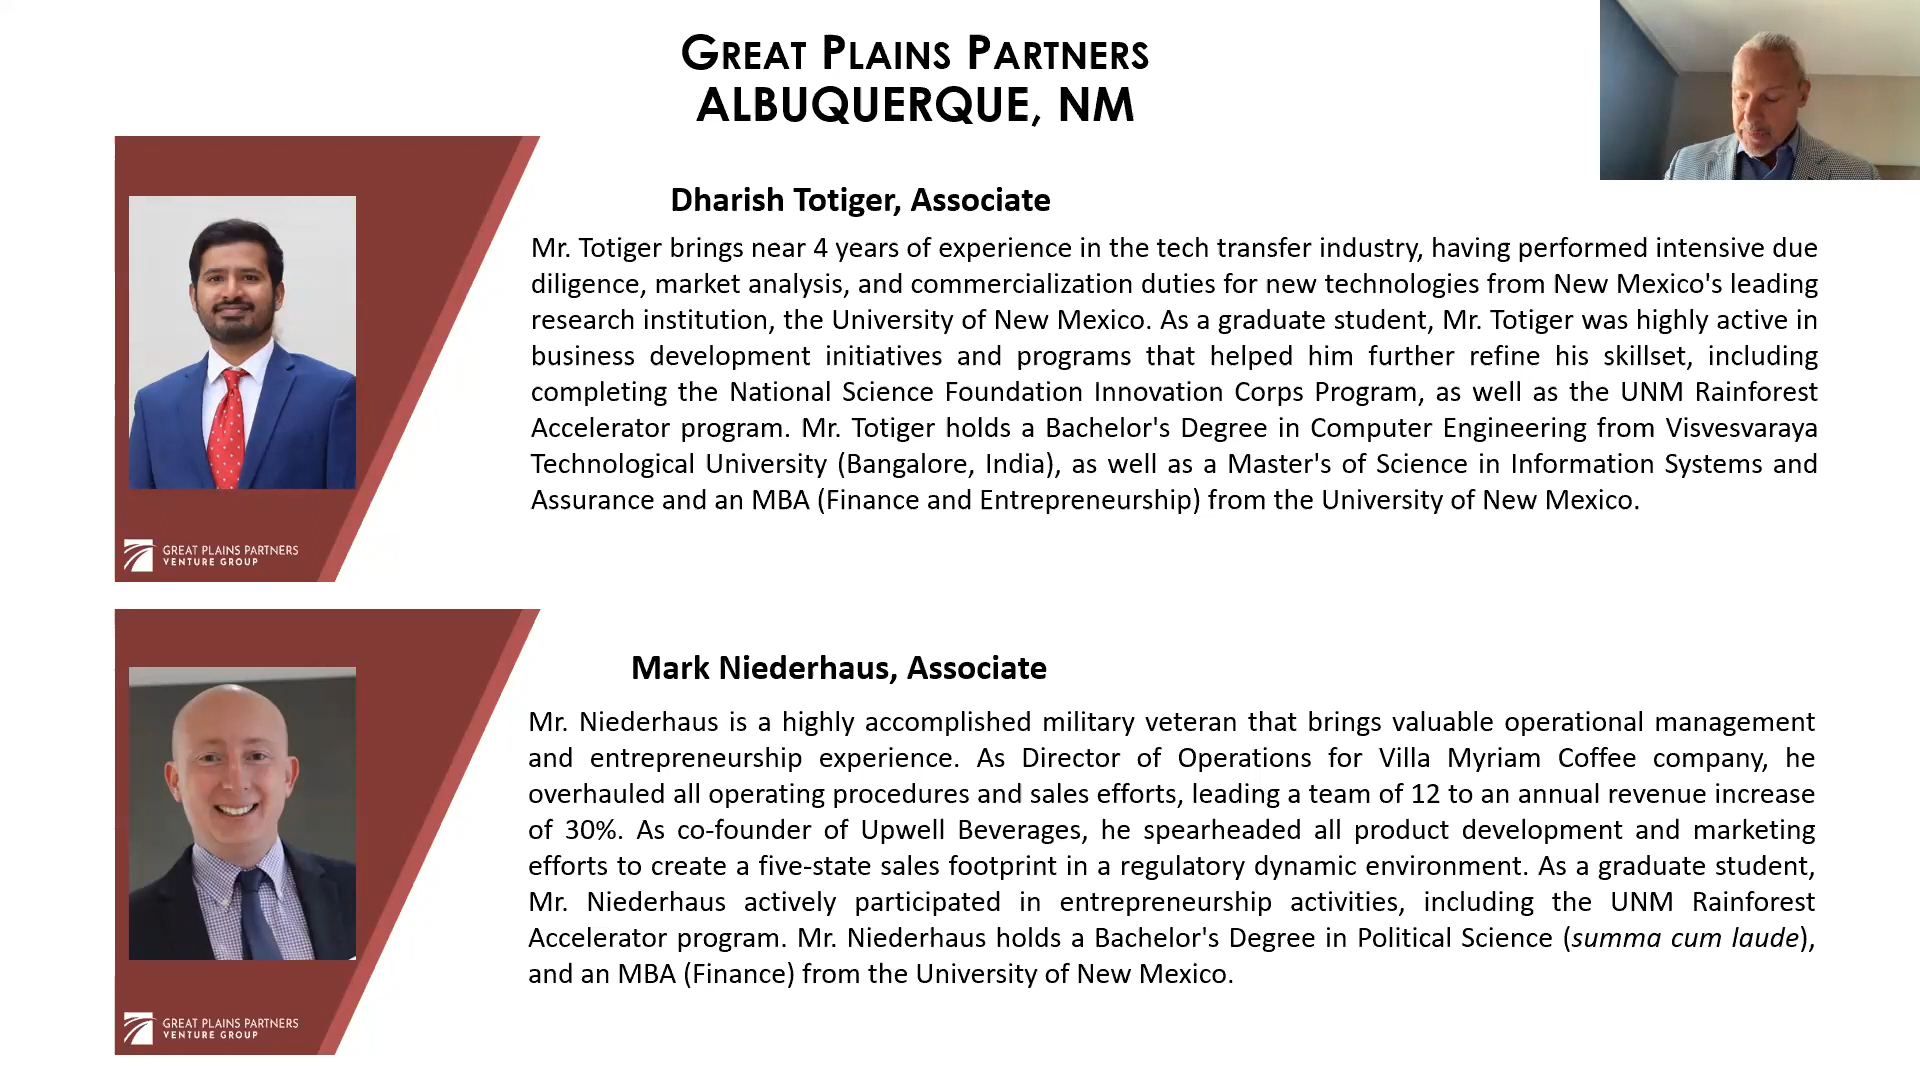 GREAT PLAINS PARTNERS
ALBUQUERQUE, NM
Dharish Totiger, Associate
Mr. Totiger brings near 4 years of experience in the tech transfer industry, having performed intensive due
diligence, market analysis, and commercialization duties for new technologies from New Mexico's leading
research institution, the University of New Mexico. As a graduate student, Mr. Totiger was highly active in
business development initiatives and programs that helped him further refine his skillset, including
completing the National Science Foundation Innovation Corps Program, as well as the UNM Rainforest
Accelerator program. Mr. Totiger holds a Bachelor's Degree in Computer Engineering from Visvesvaraya
Technological University (Bangalore, India), as well as a Master's of Science in Information Systems and
Assurance and an MBA (Finance and Entrepreneurship) from the University of New Mexico.
GREAT PLAINS PARTNERS
VENTURE GROUP
Mark Niederhaus, Associate
Mr. Niederhaus is a highly accomplished military veteran that brings valuable operational management
and entrepreneurship experience. As Director of Operations for Villa Myriam Coffee company, he
overhauled all operating procedures and sales efforts, leading a team of 12 to an annual revenue increase
of 30%. As co-founder of Upwell Beverages, he spearheaded all product development and marketing
efforts to create a five-state sales footprint in a regulatory dynamic environment. As a graduate student,
Mr. Niederhaus actively participated in entrepreneurship activities, including the UNM Rainforest
Accelerator program. Mr. Niederhaus holds a Bachelor's Degree in Political Science (summa cum laude),
and an MBA (Finance) from the University of New Mexico.
GREAT PLAINS PARTNERS
VENTURE GROUP